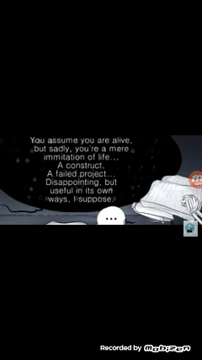 You assume you are alive,
but sadly, you're a mere
immitation of life...
A construct.
A failed project...
Disappointing, but
useful in its own
ways, I suppose.
...
Recorded by Mobizen